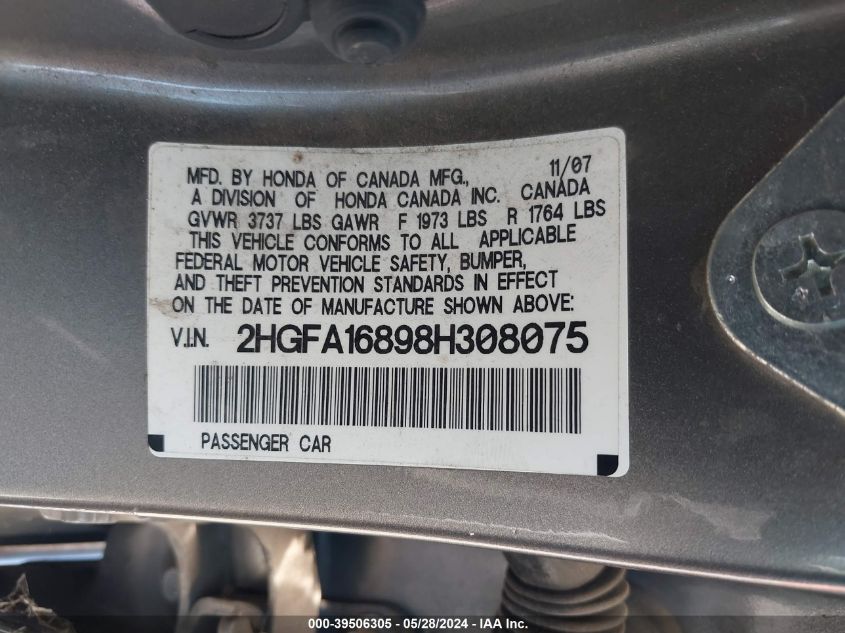 11/07
MFD. BY HONDA OF CANADA MFG.,
A DIVISION OF HONDA CANADA INC. CANADA
GVWR 3737 LBS GAWR F 1973 LBS R 1764 LBS
THIS VEHICLE CONFORMS TO ALL APPLICABLE
FEDERAL MOTOR VEHICLE SAFETY, BUMPER,
AND THEFT PREVENTION STANDARDS IN EFFECT
ON THE DATE OF MANUFACTURE SHOWN ABOVE:
V.I.N. 2HGFA16898H308075
PASSENGER CAR
000-39506305 - 05/28/2024 - IAA Inc.